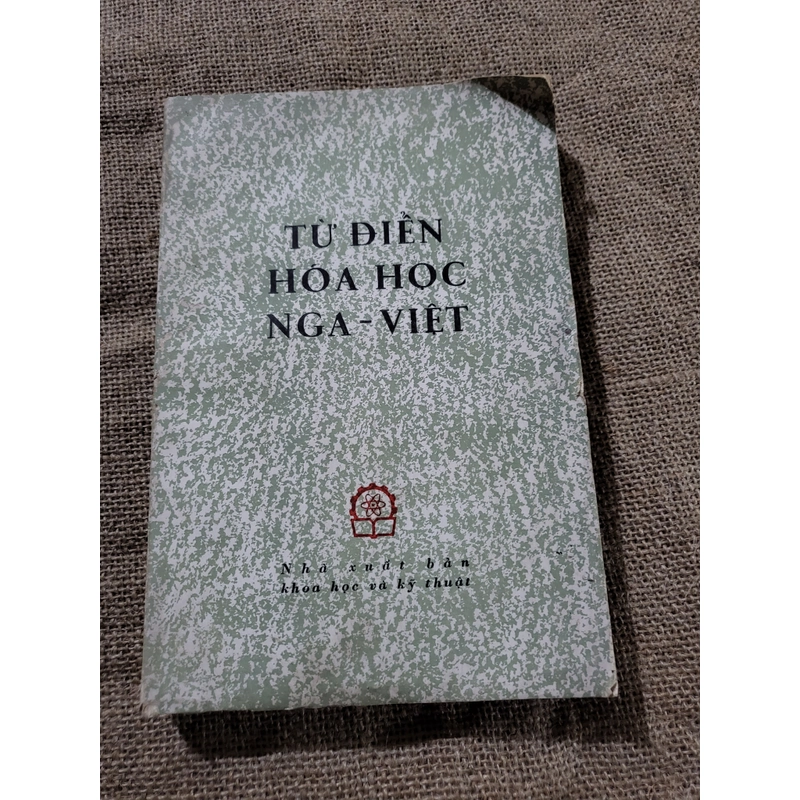 TỪ ĐIỂN
HÓA HỌC
NGA-VIỆT
Nhà xuất bản
khoa học và kỹ thuật